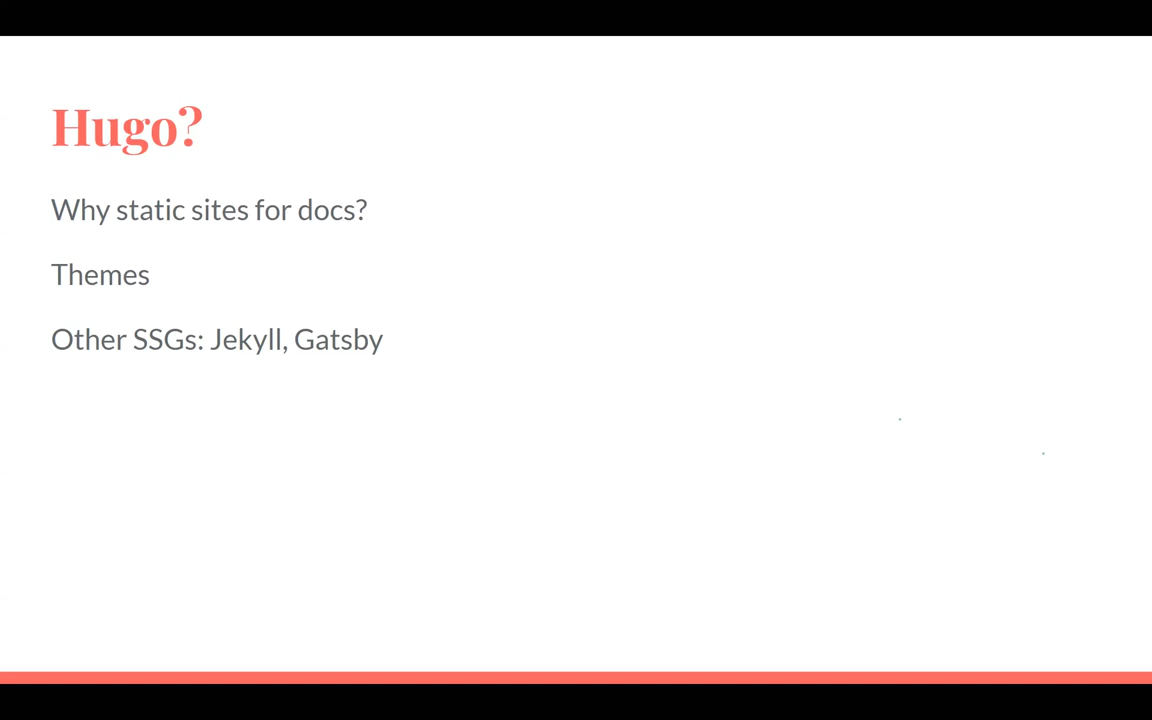 Hugo?
Why static sites for docs?
Themes
Other SSGs: Jekyll, Gatsby